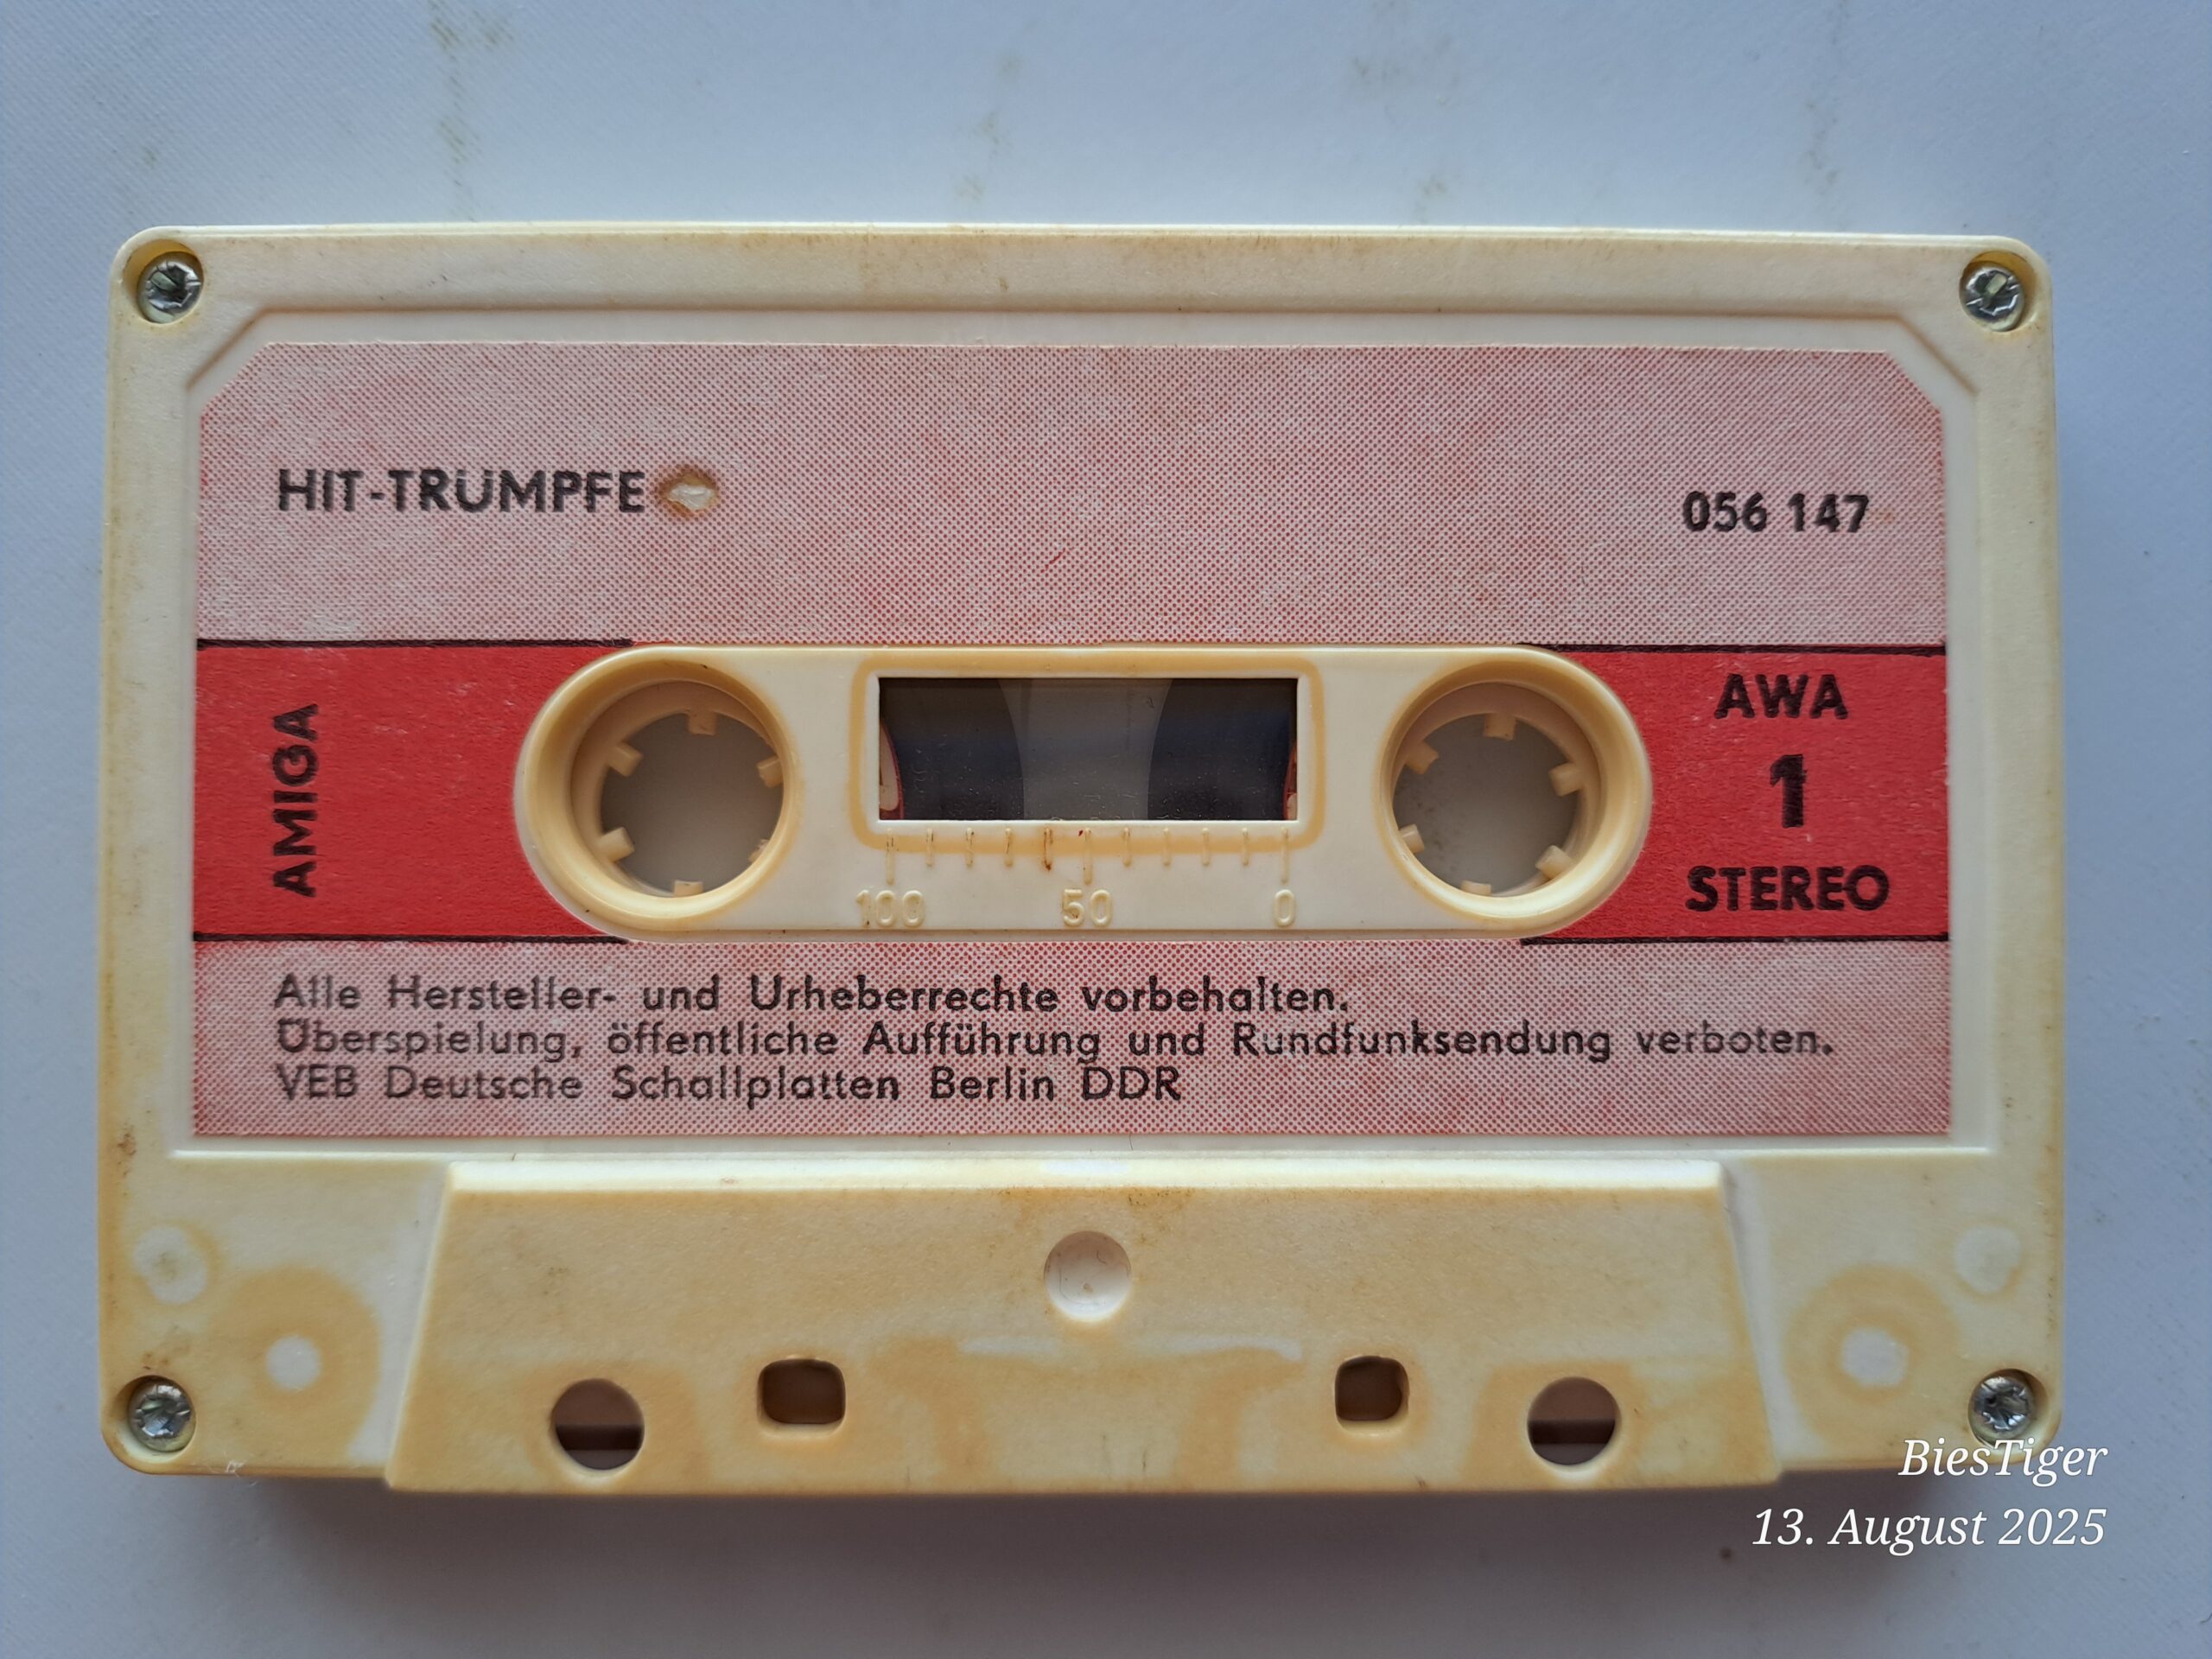 HIT-TRÜMPFE
056 147
AMIGA
AWA
1
STEREO
100 50 0
Alle Hersteller- und Urheberrechte vorbehalten.
Überspielung, öffentliche Aufführung und Rundfunksendung verboten.
VEB Deutsche Schallplatten Berlin DDR
BiesTiger
13. August 2025